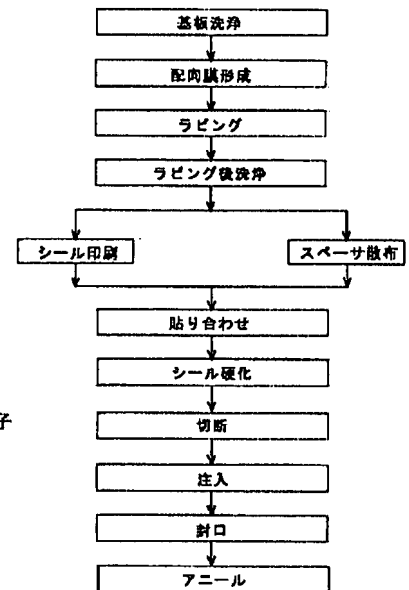 基板洗浄
配向膜形成
ラビング
ラビング後洗浄
シール印刷
スペーサ散布
貼り合わせ
シール硬化
子
切断
注入
封口
アニール